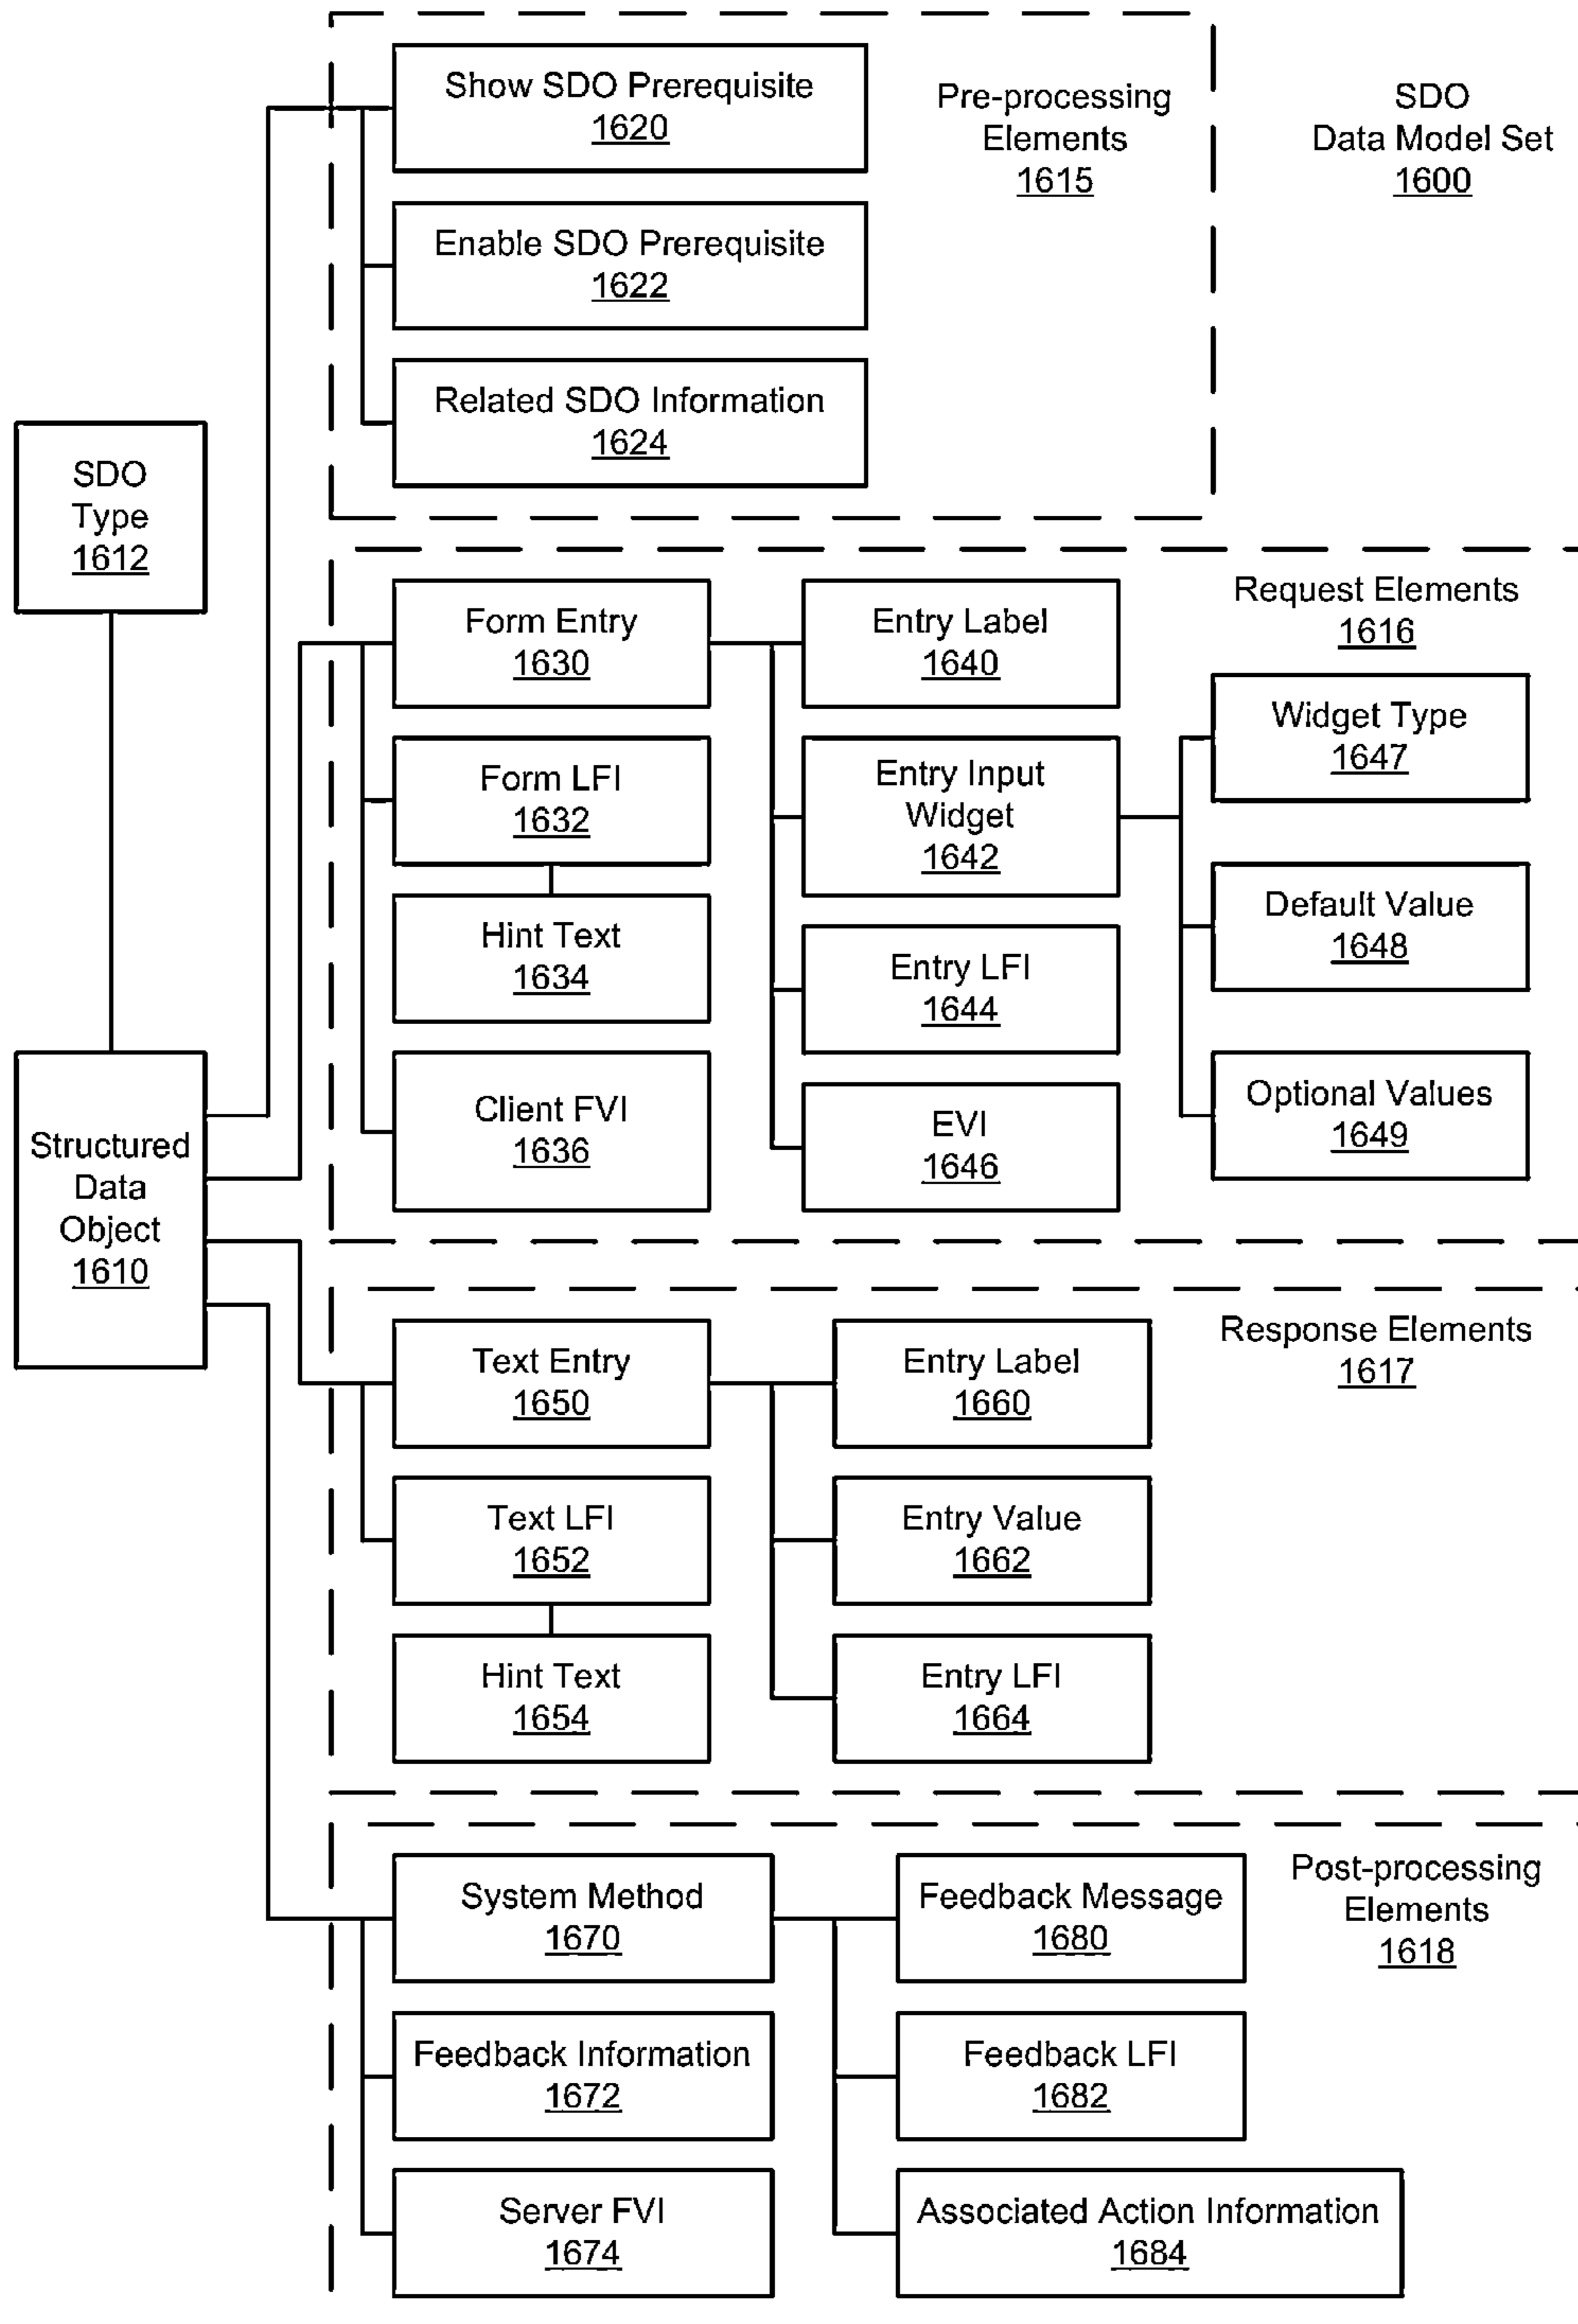 Show SDO Prerequisite
1620
Pre-processing
Elements
1615
SDO
Data Model Set
1600
Enable SDO Prerequisite
1622
Related SDO Information
1624
SDO
Type
1612
Structured
Data
Object
1610
Request Elements
1616
Form Entry
1630
Form LFI
1632
Hint Text
1634
Client FVI
1636
Entry Label
1640
Entry Input
Widget
1642
Entry LFI
1644
EVI
1646
Widget Type
1647
Default Value
1648
Optional Values
1649
Response Elements
1617
Text Entry
1650
Text LFI
1652
Hint Text
1654
Entry Label
1660
Entry Value
1662
Entry LFI
1664
Post-processing
Elements
1618
System Method
1670
Feedback Information
1672
Server FVI
1674
Feedback Message
1680
Feedback LFI
1682
Associated Action Information
1684